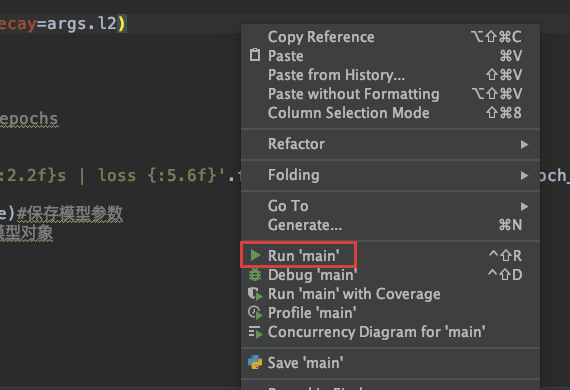 ecay=args.l2)
Copy Reference ⌥⇧⌘C
Paste ⌘V
Paste from History... ⇧⌘V
Paste without Formatting ⌥⇧⌘V
Column Selection Mode ⇧⌘8
epochs
Refactor
:2.2f}s | loss {:5.6f}'.
Folding
och_
Go To
e)#保存模型参数
Generate... ⌘N
模型对象
Run 'main' ^⇧R
Debug 'main' ^⇧D
Run 'main' with Coverage
Profile 'main'
Concurrency Diagram for 'main'
Save 'main'